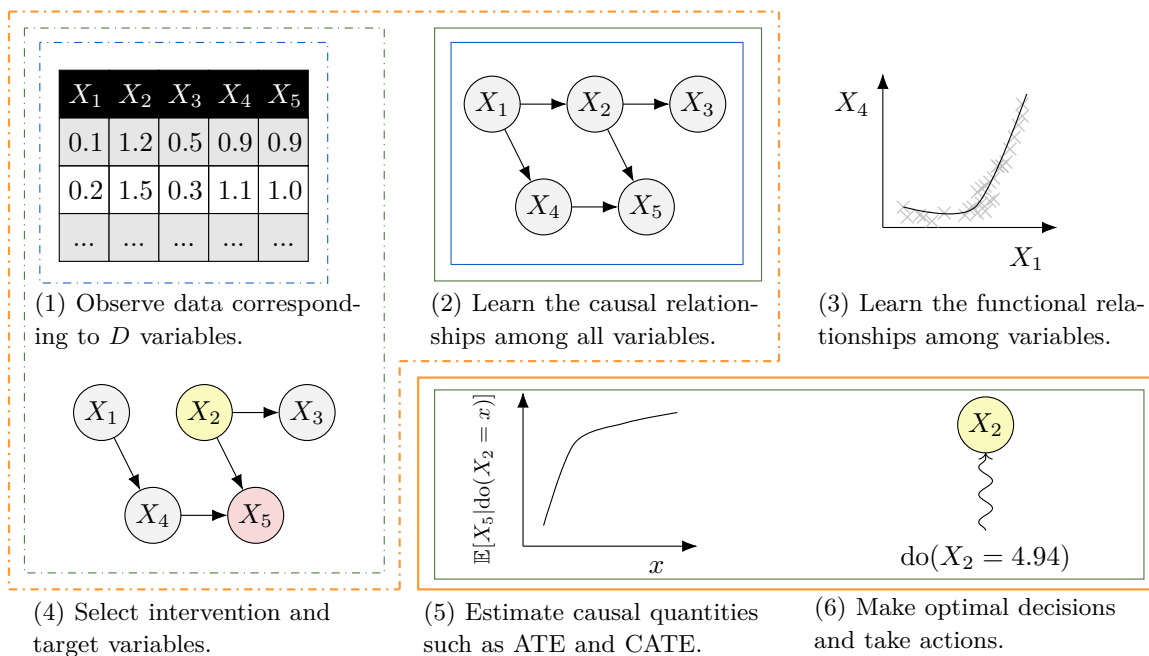 X₁ X₂ X₃ X₄ X₅
0.1 1.2 0.5 0.9 0.9
0.2 1.5 0.3 1.1 1.0
... ... ... ... ...
(1) Observe data correspond-
ing to D variables.
X₁ X₂ X₃
X₄ X₅
(2) Learn the causal relation-
ships among all variables.
X₄
X₁
(3) Learn the functional rela-
tionships among variables.
X₁ X₂ X₃
X₄ X₅
(4) Select intervention and
target variables.
𝔼[X₅|do(X₂ = x)]
x
(5) Estimate causal quantities
such as ATE and CATE.
X₂
do(X₂ = 4.94)
(6) Make optimal decisions
and take actions.